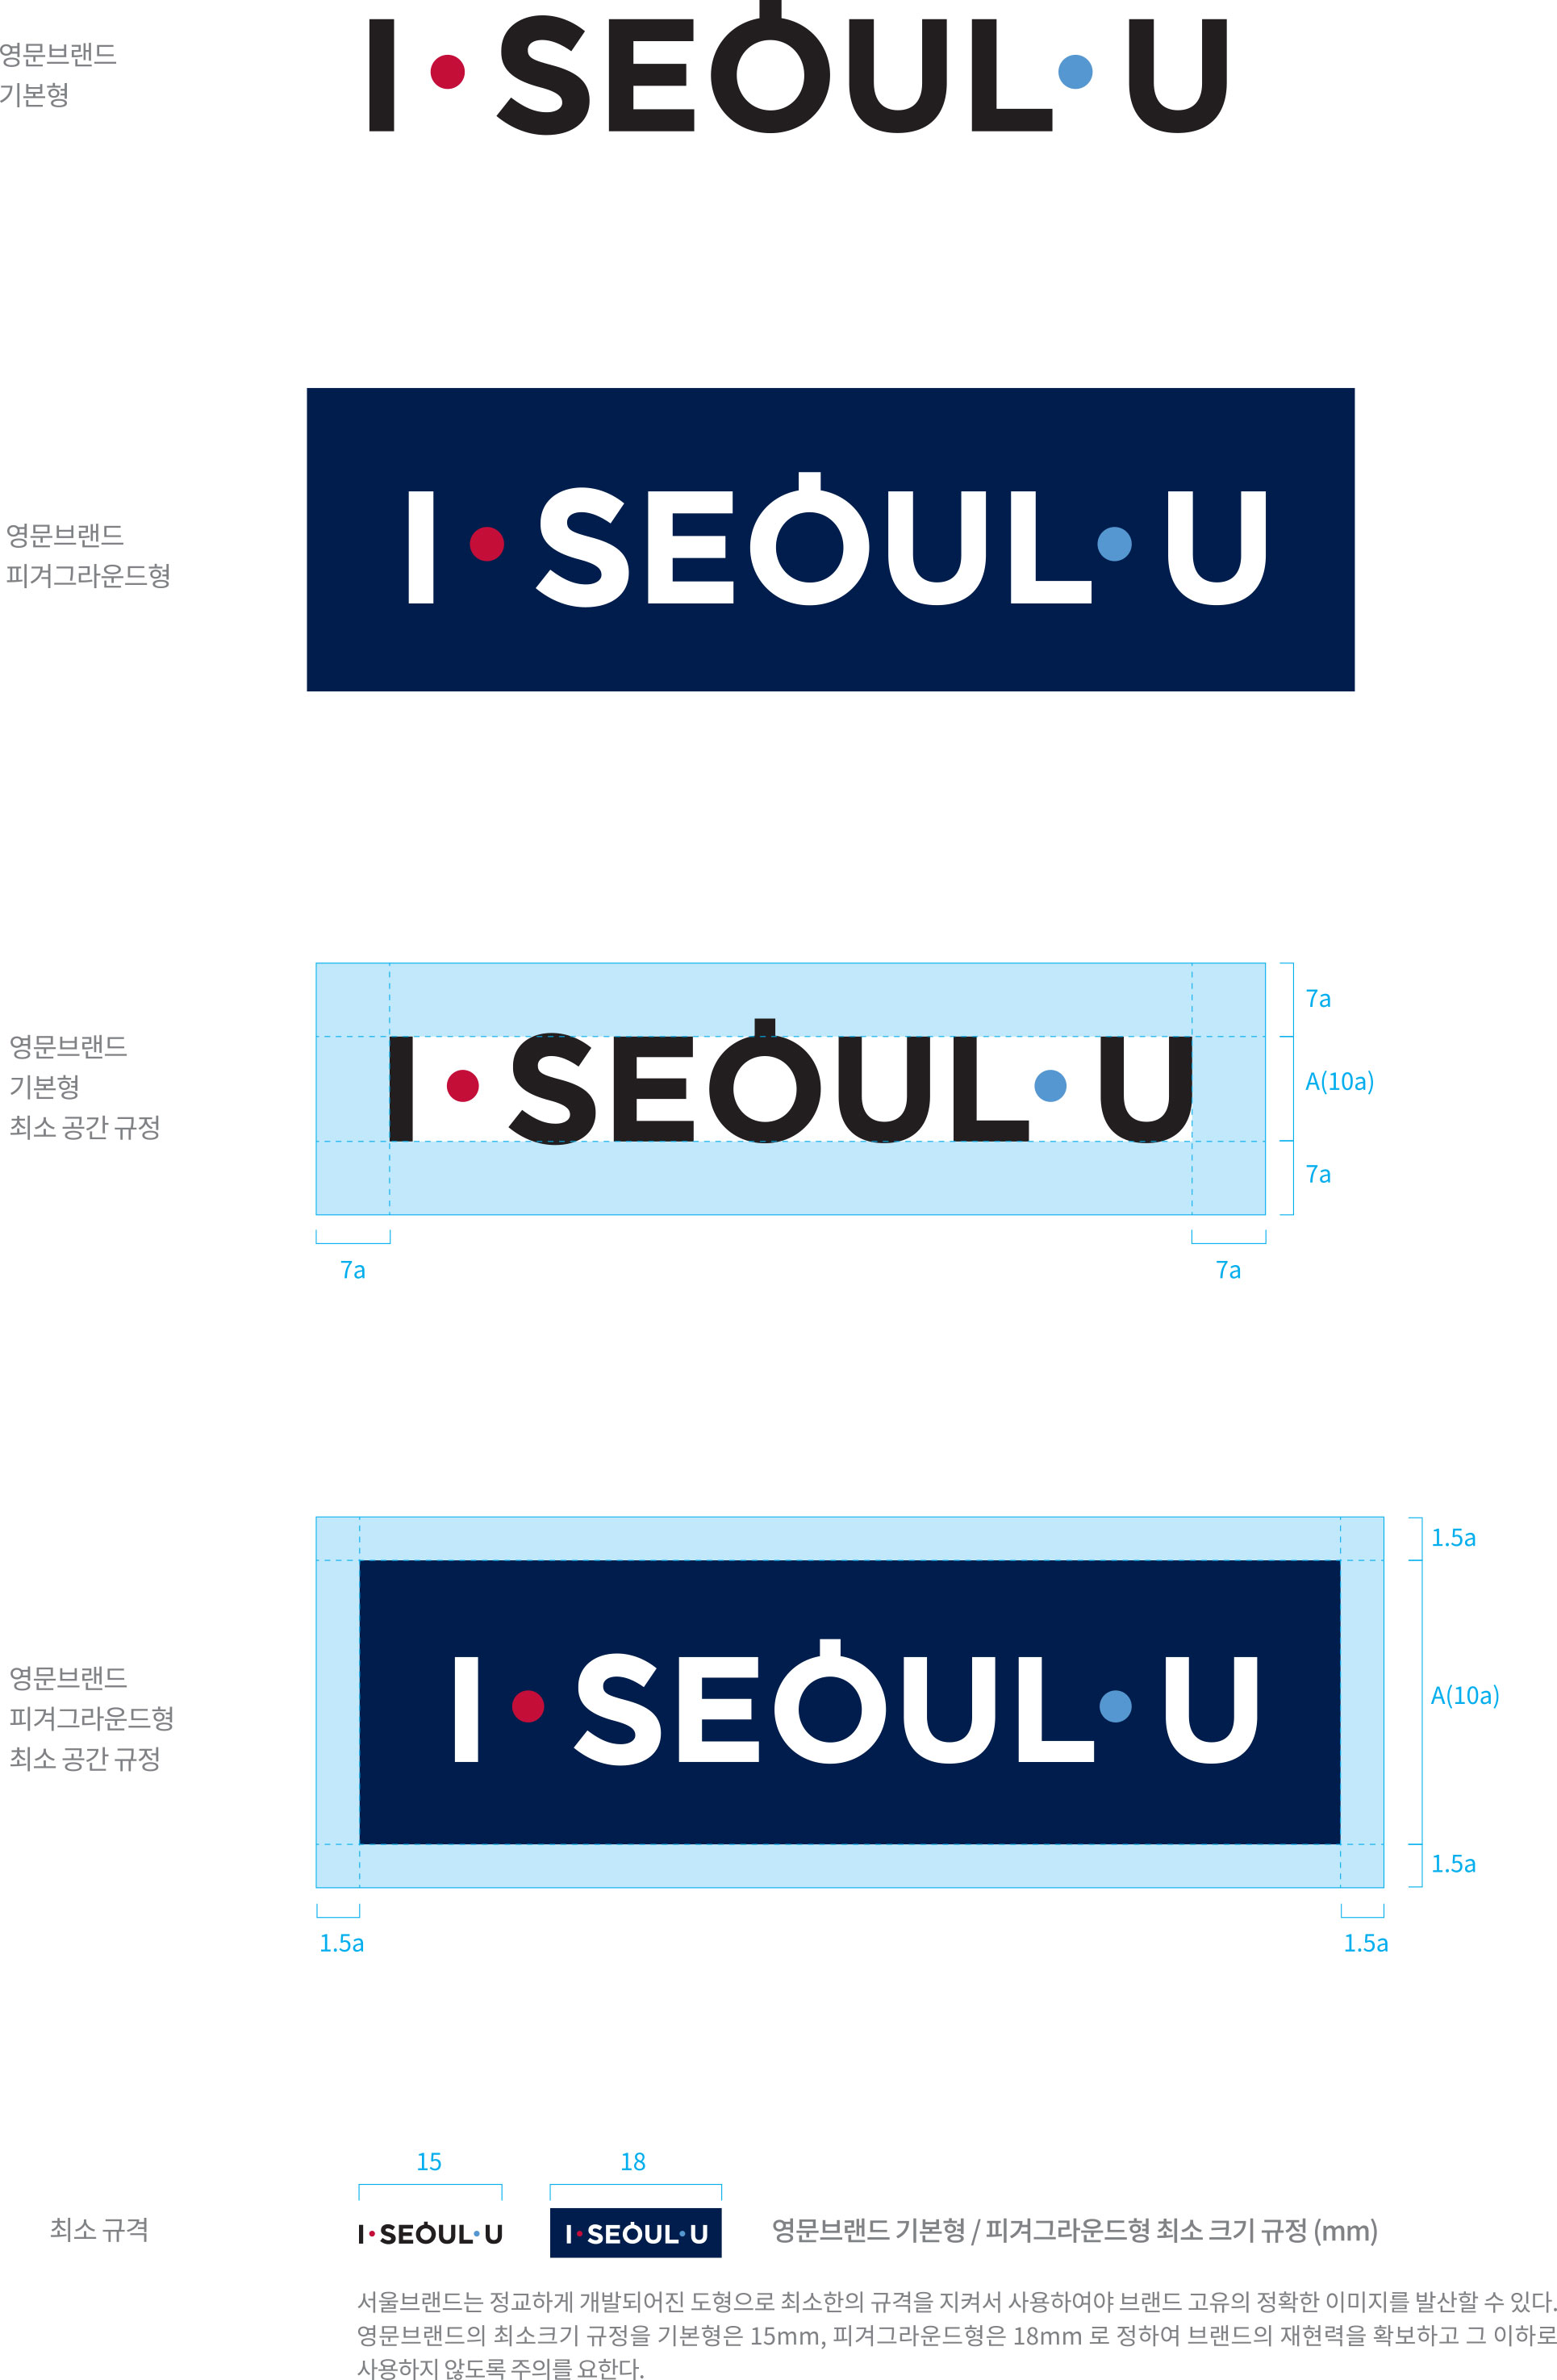 영문브랜드
기본형
I·SEOUL·U
영문브랜드
피겨그라운드형
I·SEOUL·U
영문브랜드
기본형
최소 공간 규정
I·SEOUL·U
7a
A(10a)
7a
7a
7a
영문브랜드
피겨그라운드형
최소 공간 규정
I·SEOUL·U
1.5a
A(10a)
1.5a
1.5a
1.5a
최소 규격
15
18
I·SEOUL·U
I·SEOUL·U
영문브랜드 기본형 / 피겨그라운드형 최소 크기 규정 (mm)
서울브랜드는 정교하게 개발되어진 도형으로 최소한의 규격을 지켜서 사용하여야 브랜드 고유의 정확한 이미지를 발산할 수 있다.
영문브랜드의 최소크기 규정을 기본형은 15mm, 피겨그라운드형은 18mm 로 정하여 브랜드의 재현력을 확보하고 그 이하로
사용하지 않도록 주의를 요한다.